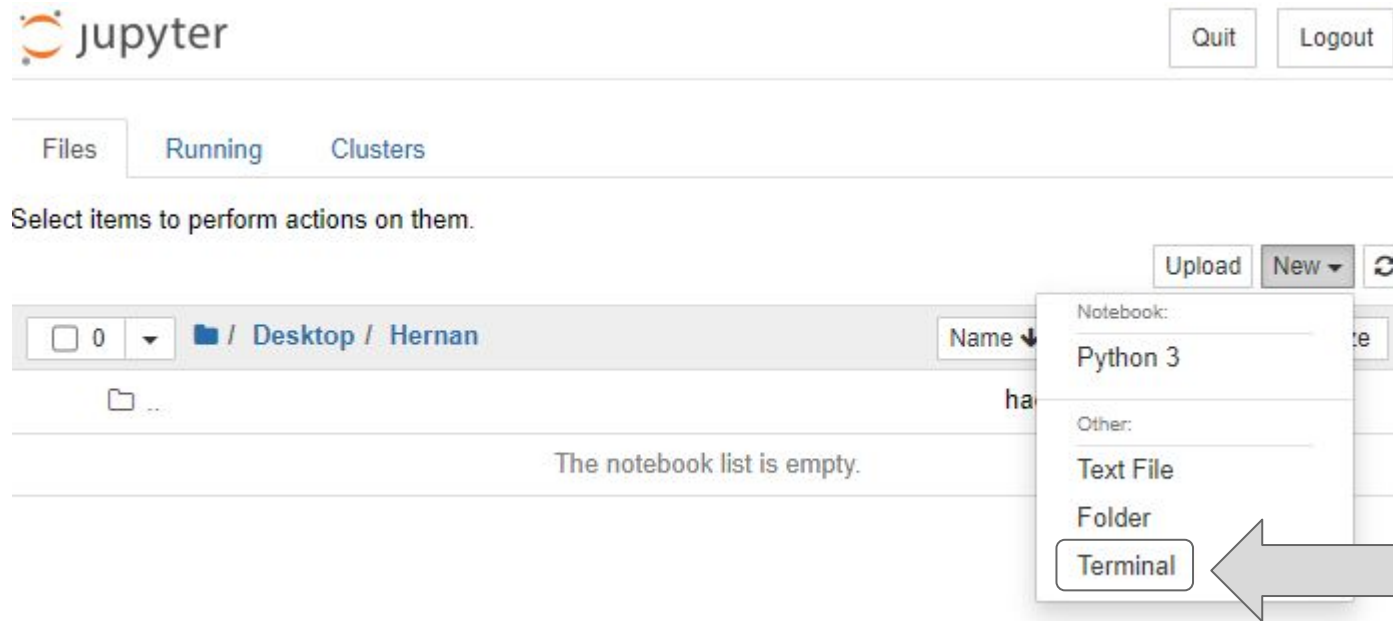 jupyter
Quit Logout
Files Running Clusters
Select items to perform actions on them.
Upload New
0 / Desktop / Hernan Name
Notebook:
Python 3
..
Other:
The notebook list is empty.
Text File
Folder
Terminal